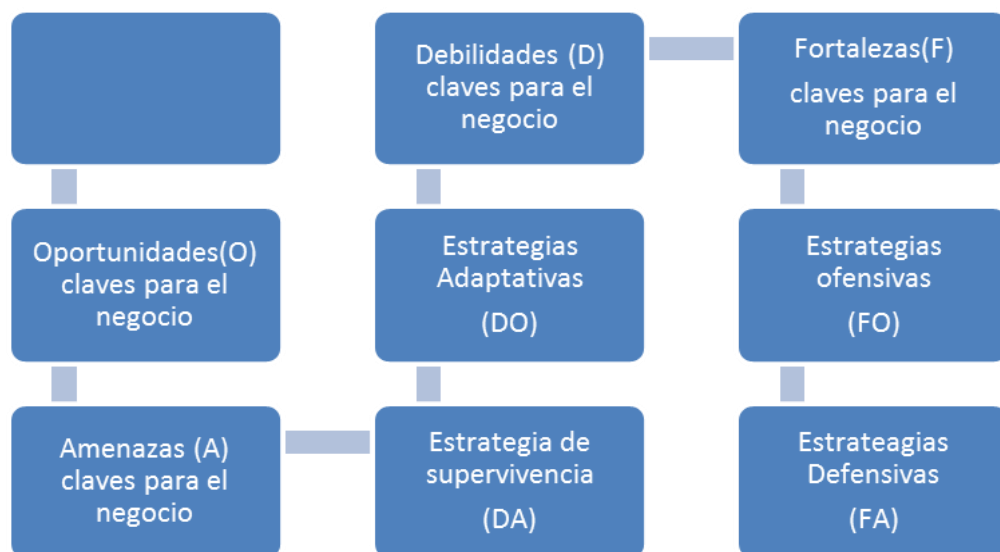 Debilidades (D)
claves para el
negocio
Fortalezas(F)
claves para el
negocio
Oportunidades(O)
claves para el
negocio
Estrategias
Adaptativas
(DO)
Estrategias
ofensivas
(FO)
Amenazas (A)
claves para el
negocio
Estrategia de
supervivencia
(DA)
Estrateagias
Defensivas
(FA)